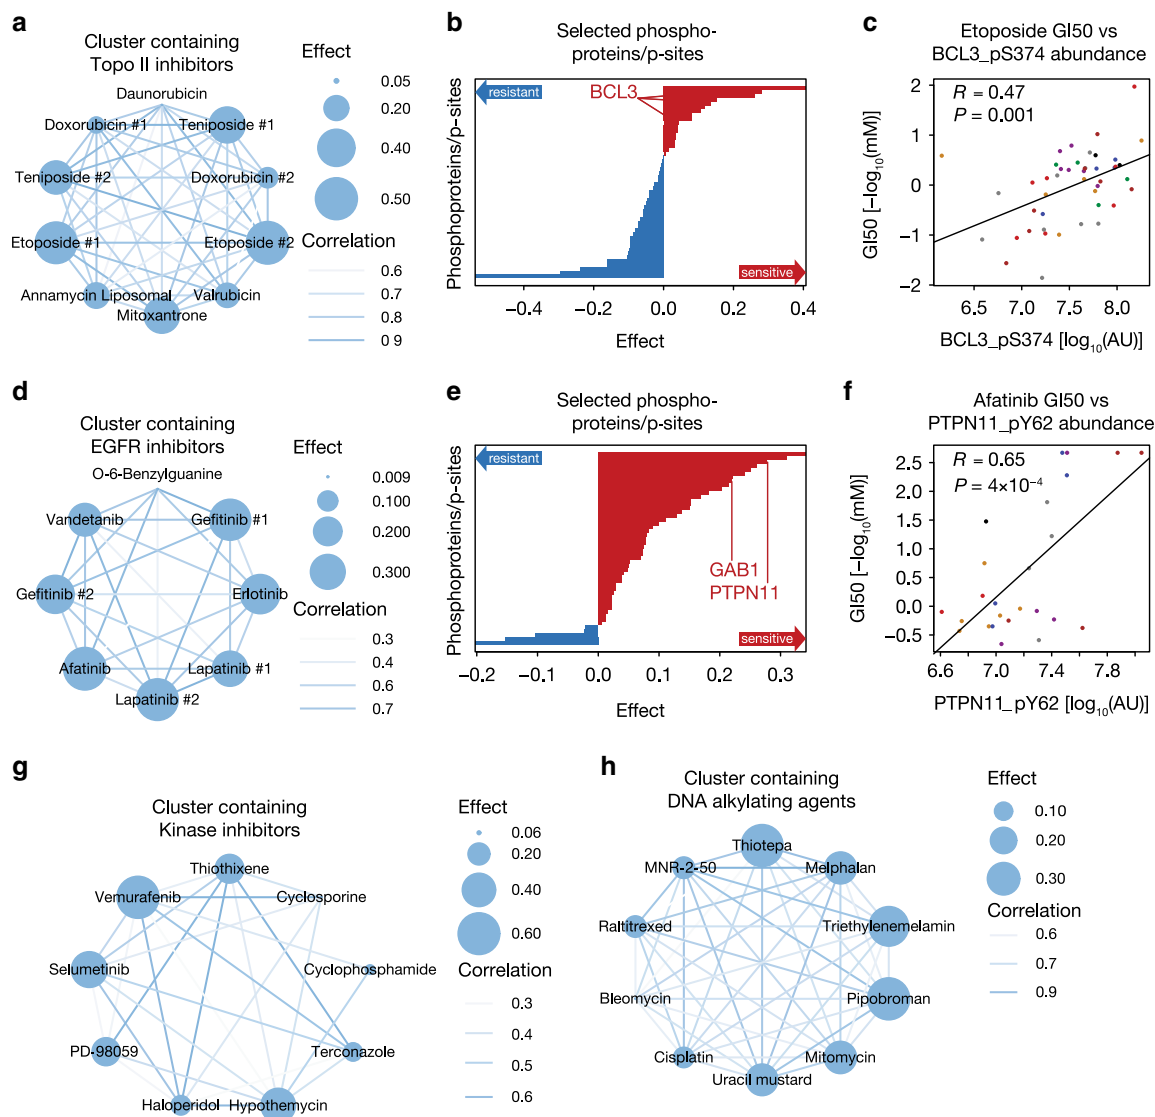 a
Cluster containing
Topo II inhibitors
Daunorubicin
Doxorubicin #1
Teniposide #1
Teniposide #2
Doxorubicin #2
Etoposide #1
Etoposide #2
Annamycin Liposomal
Valrubicin
Mitoxantrone
Effect
0.05
0.20
0.40
0.50
Correlation
0.6
0.7
0.8
0 9
b
Selected phospho-
proteins/p-sites
Phosphoproteins/p-sites
resistant
BCL3
sensitive
−0.4
−0.2
0.0
0.2
0.4
Effect
c
Etoposide GI50 vs
BCL3_pS374 abundance
R = 0.47
P = 0.001
GI50 [−log10(mM)]
2
1
0
−1
−2
6.5
7.0
7.5
8.0
BCL3_pS374 [log10(AU)]
d
Cluster containing
EGFR inhibitors
O-6-Benzylguanine
Vandetanib
Gefitinib #1
Gefitinib #2
Erlotinib
Afatinib
Lapatinib #1
Lapatinib #2
Effect
0.009
0.100
0.200
0.300
Correlation
0.3
0.4
0.6
0.7
e
Selected phospho-
proteins/p-sites
Phosphoproteins/p-sites
resistant
GAB1
PTPN11
sensitive
−0.2
−0.1
0.0
0.1
0.2
0.3
Effect
f
Afatinib GI50 vs
PTPN11_pY62 abundance
R = 0.65
P = 4×10⁻⁴
GI50 [−log10(mM)]
2.5
2.0
1.5
1.0
0.5
0.0
−0.5
6.6
7.0
7.4
7.8
PTPN11_pY62 [log10(AU)]
g
Cluster containing
Kinase inhibitors
Thiothixene
Vemurafenib
Cyclosporine
Selumetinib
Cyclophosphamide
PD-98059
Terconazole
Haloperidol
Hypothemycin
Effect
0.06
0.20
0.40
0.60
Correlation
0.3
0.4
0.5
0.6
h
Cluster containing
DNA alkylating agents
Thiotepa
MNR-2-50
Melphalan
Raltitrexed
Triethylenemelamin
Bleomycin
Pipobroman
Cisplatin
Mitomycin
Uracil mustard
Effect
0.10
0.20
0.30
Correlation
0.6
0.7
0.9